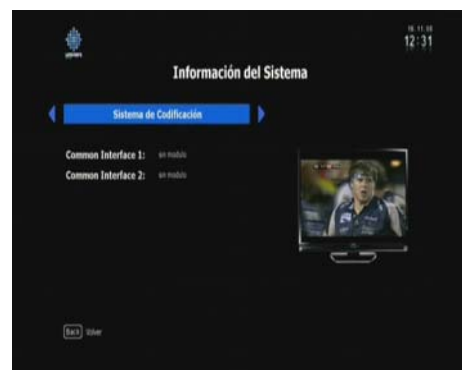 12:31
Información del Sistema
Sistema de Codificación
Common Interface 1: sin modulo
Common Interface 2: sin modulo
Back Volver